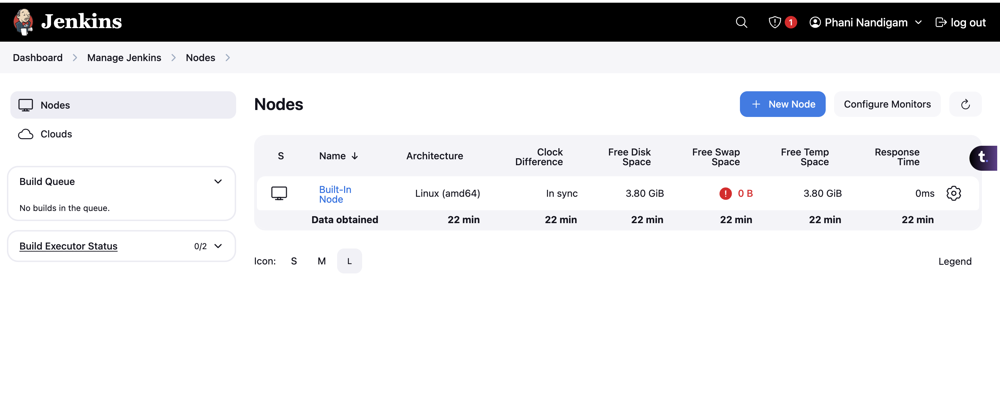 Jenkins
1
Phani Nandigam
log out
Dashboard
Manage Jenkins
Nodes
Nodes
Clouds
Build Queue
No builds in the queue.
Build Executor Status 0/2
Nodes
+ New Node
Configure Monitors
S Name ↓ Architecture Clock Difference Free Disk Space Free Swap Space Free Temp Space Response Time
Built-In Node Linux (amd64) In sync 3.80 GiB ! 0 B 3.80 GiB 0ms
Data obtained 22 min 22 min 22 min 22 min 22 min 22 min
Icon: S M L
Legend
t.